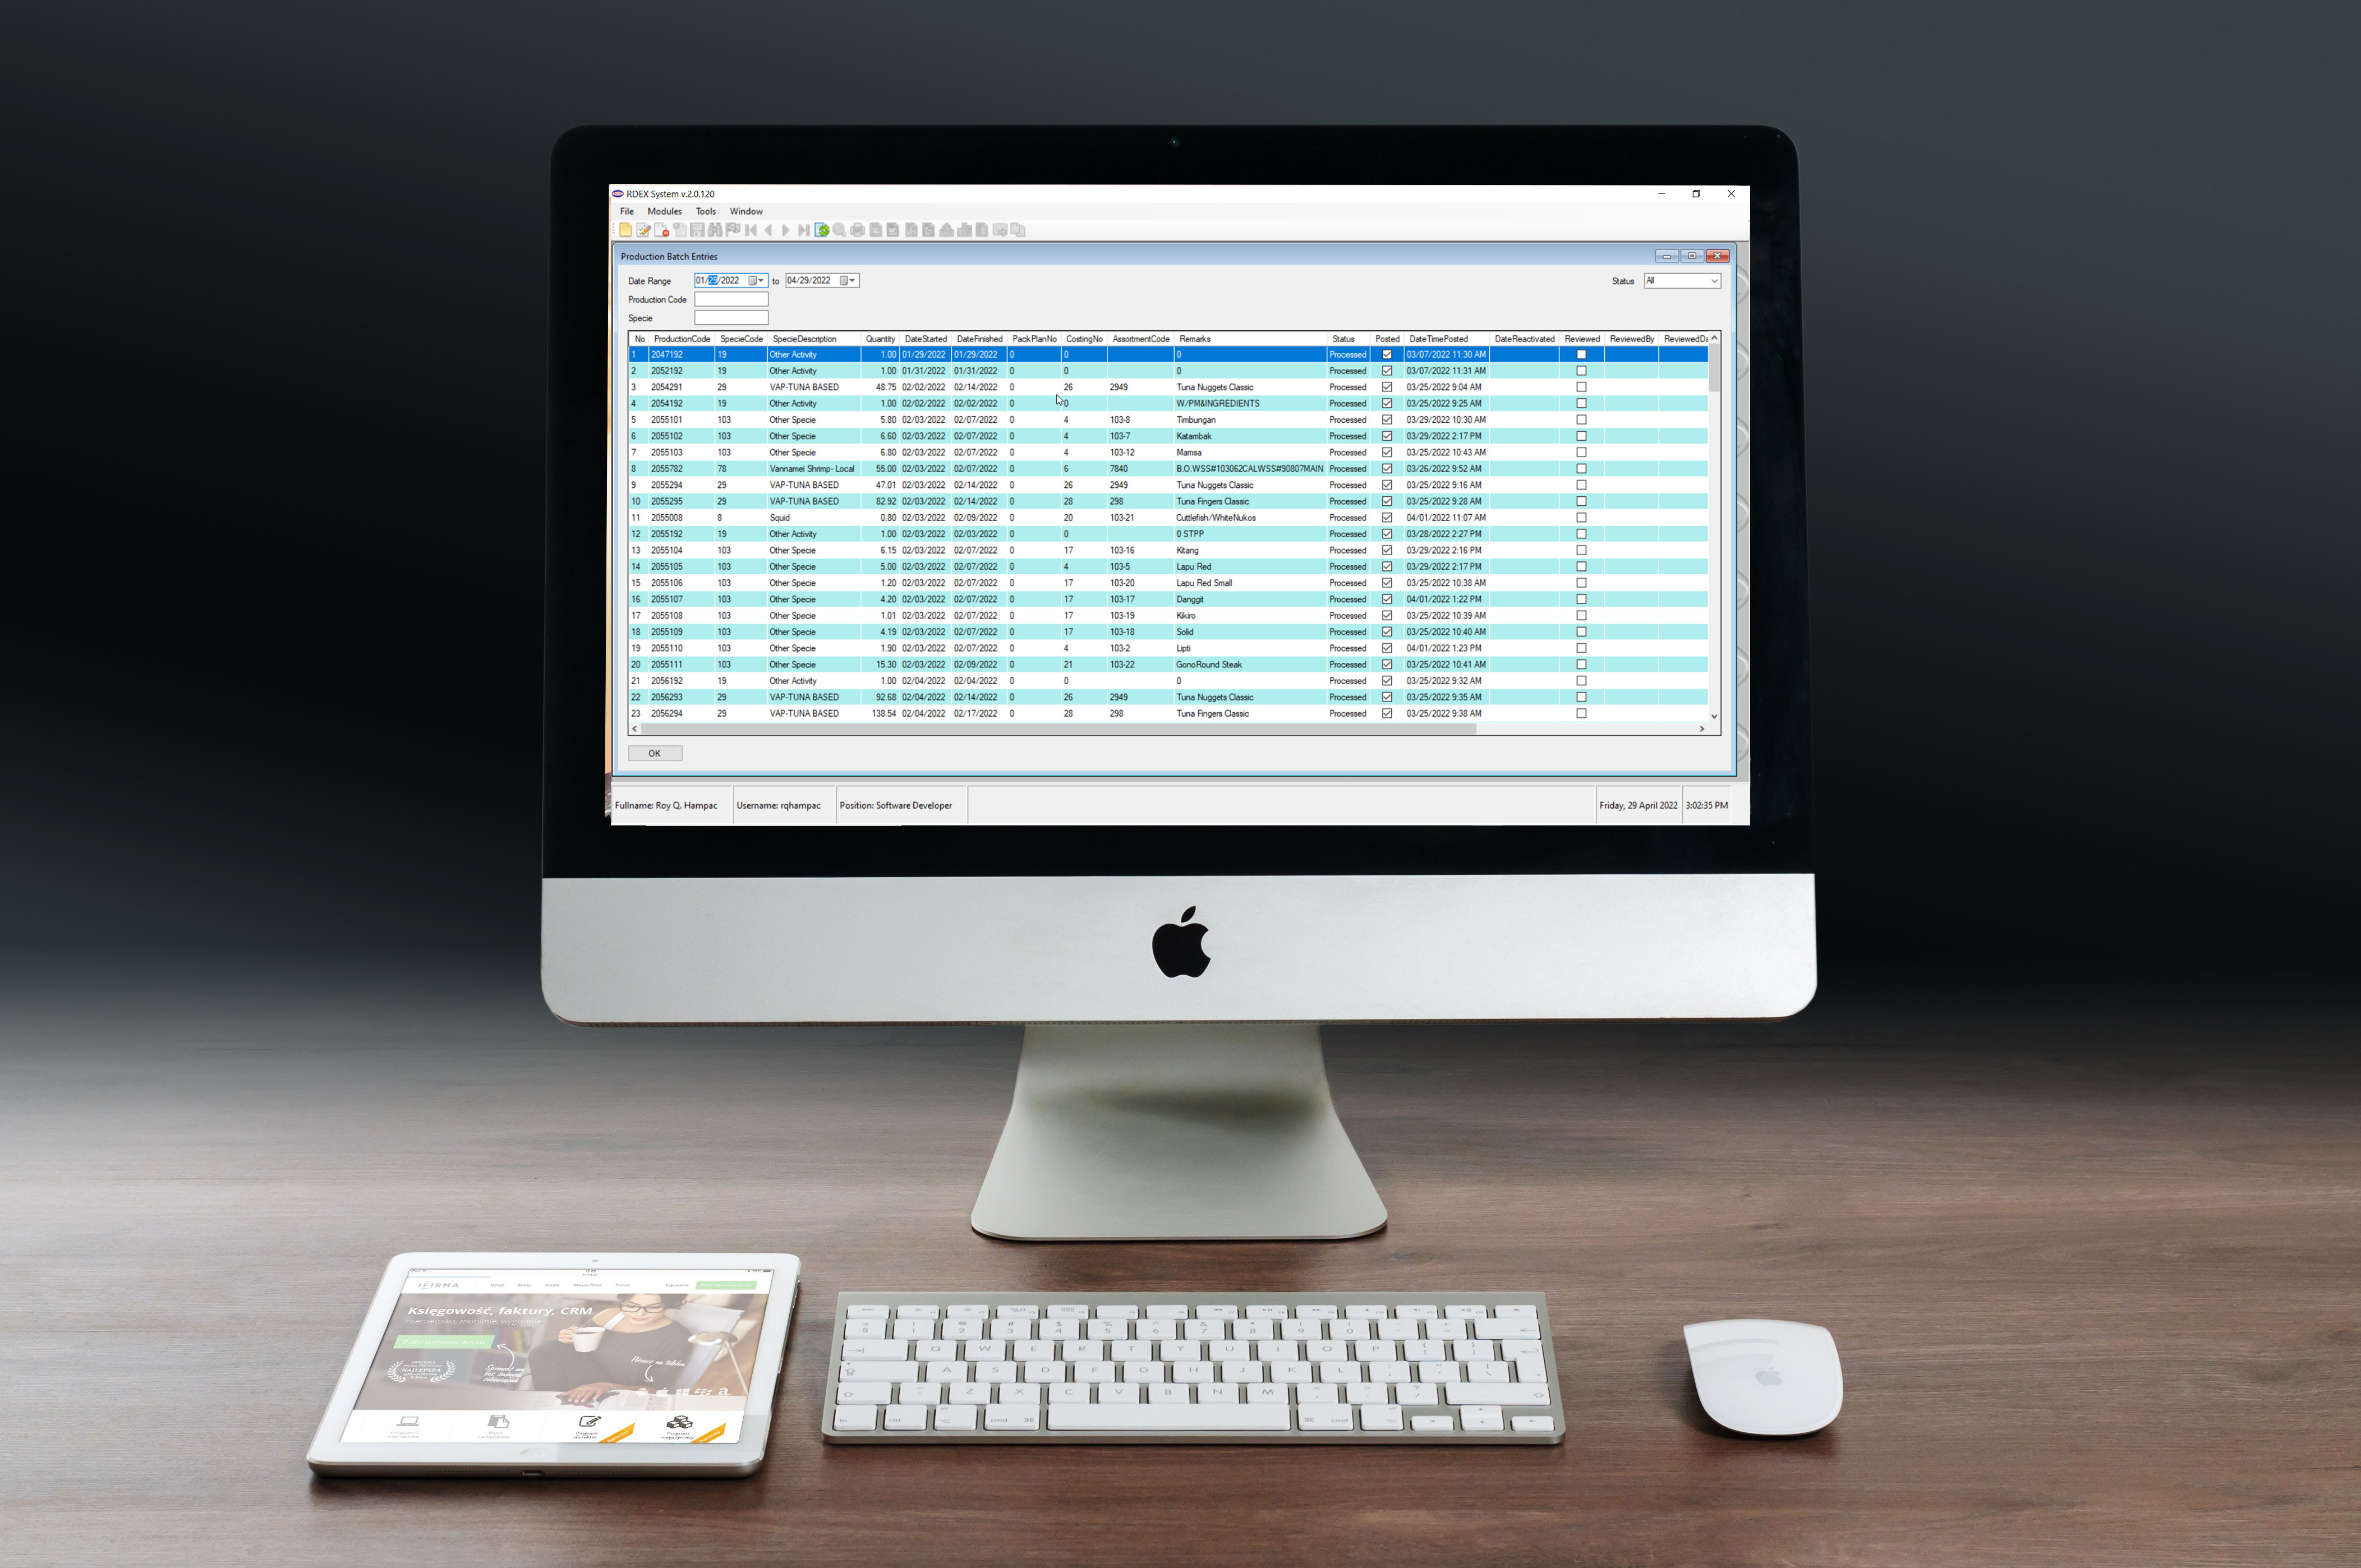 RDEX System v.2.0.120
File Modules Tools Window
Production Batch Entries
Date Range 01/29/2022 to 04/29/2022 Status All
Production Code
Specie
No ProductionCode SpecieCode SpecieDescription Quantity DateStarted DateFinished PackPlanNo CostingNo AssortmentCode Remarks Status Posted DateTimePosted DateReactivated Reviewed ReviewedBy ReviewedDa
1 2047192 19 Other Activity 1.00 01/29/2022 01/29/2022 0 0 0 Processed 03/07/2022 11:30 AM
2 2052192 19 Other Activity 1.00 01/31/2022 01/31/2022 0 0 0 Processed 03/07/2022 11:31 AM
3 2054291 29 VAP-TUNA BASED 48.75 02/02/2022 02/14/2022 0 26 2949 Tuna Nuggets Classic Processed 03/25/2022 9:04 AM
4 2054192 19 Other Activity 1.00 02/02/2022 02/02/2022 0 0 W/PM&INGREDIENTS Processed 03/25/2022 9:25 AM
5 2055101 103 Other Specie 5.80 02/03/2022 02/07/2022 0 4 103-8 Timbungan Processed 03/29/2022 10:30 AM
6 2055102 103 Other Specie 6.60 02/03/2022 02/07/2022 0 4 103-7 Katambak Processed 03/29/2022 2:17 PM
7 2055103 103 Other Specie 6.80 02/03/2022 02/07/2022 0 4 103-12 Mamsa Processed 03/25/2022 10:43 AM
8 2055782 78 Vannamei Shrimp- Local 55.00 02/03/2022 02/07/2022 0 6 7840 B.O.WSS#103062CALWSS#90807MAIN Processed 03/26/2022 9:52 AM
9 2055294 29 VAP-TUNA BASED 47.01 02/03/2022 02/14/2022 0 26 2949 Tuna Nuggets Classic Processed 03/25/2022 9:16 AM
10 2055295 29 VAP-TUNA BASED 82.92 02/03/2022 02/14/2022 0 28 298 Tuna Fingers Classic Processed 03/25/2022 9:28 AM
11 2055008 8 Squid 0.80 02/03/2022 02/09/2022 0 20 103-21 Cuttlefish/WhiteNukos Processed 04/01/2022 11:07 AM
12 2055192 19 Other Activity 1.00 02/03/2022 02/03/2022 0 0 0 STPP Processed 03/28/2022 2:27 PM
13 2055104 103 Other Specie 6.15 02/03/2022 02/07/2022 0 17 103-16 Kitang Processed 03/29/2022 2:16 PM
14 2055105 103 Other Specie 5.00 02/03/2022 02/07/2022 0 4 103-5 Lapu Red Processed 03/29/2022 2:17 PM
15 2055106 103 Other Specie 1.20 02/03/2022 02/07/2022 0 17 103-20 Lapu Red Small Processed 03/25/2022 10:38 AM
16 2055107 103 Other Specie 4.20 02/03/2022 02/07/2022 0 17 103-17 Danggit Processed 04/01/2022 1:22 PM
17 2055108 103 Other Specie 1.01 02/03/2022 02/07/2022 0 17 103-19 Kikiro Processed 03/25/2022 10:39 AM
18 2055109 103 Other Specie 4.19 02/03/2022 02/07/2022 0 17 103-18 Solid Processed 03/25/2022 10:40 AM
19 2055110 103 Other Specie 1.90 02/03/2022 02/07/2022 0 4 103-2 Lipti Processed 04/01/2022 1:23 PM
20 2055111 103 Other Specie 15.30 02/03/2022 02/09/2022 0 21 103-22 GonoRound Steak Processed 03/25/2022 10:41 AM
21 2056192 19 Other Activity 1.00 02/04/2022 02/04/2022 0 0 0 Processed 03/25/2022 9:32 AM
22 2056293 29 VAP-TUNA BASED 92.68 02/04/2022 02/14/2022 0 26 2949 Tuna Nuggets Classic Processed 03/25/2022 9:35 AM
23 2056294 29 VAP-TUNA BASED 138.54 02/04/2022 02/17/2022 0 28 298 Tuna Fingers Classic Processed 03/25/2022 9:38 AM
OK
Fullname: Roy Q. Hampac Username: rqhampac Position: Software Developer Friday, 29 April 2022 3:02:35 PM
IFIRMA
Księgowość, faktury, CRM
Internetowo, mobilnie, wygodnie
NAJLEPSZA
Q W E R T Y U I O P
A S D F G H J K L
Z X C V B N M
fn ctrl cmd cmd